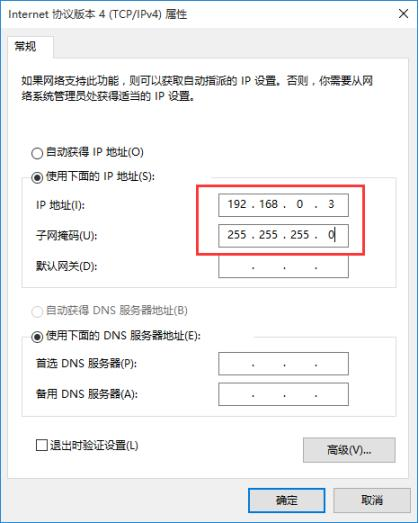 Internet 协议版本 4 (TCP/IPv4) 属性
常规
如果网络支持此功能，则可以获取自动指派的 IP 设置。否则，你需要从网
络系统管理员处获得适当的 IP 设置。
自动获得 IP 地址(O)
使用下面的 IP 地址(S):
IP 地址(I): 192 . 168 . 0 . 3
子网掩码(U): 255 . 255 . 255 . 0
默认网关(D): . . .
自动获得 DNS 服务器地址(B)
使用下面的 DNS 服务器地址(E):
首选 DNS 服务器(P): . . .
备用 DNS 服务器(A): . . .
退出时验证设置(L)
高级(V)...
确定 取消